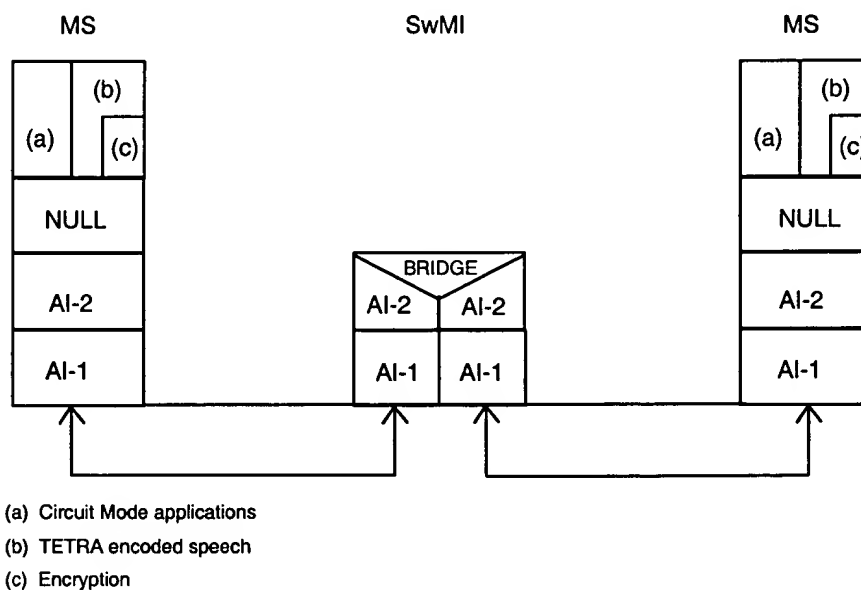 MS SwMI MS
(b) (b)
(a) (c) (a) (c)
NULL NULL
BRIDGE
AI-2 AI-2 AI-2 AI-2
AI-1 AI-1 AI-1 AI-1
(a) Circuit Mode applications
(b) TETRA encoded speech
(c) Encryption